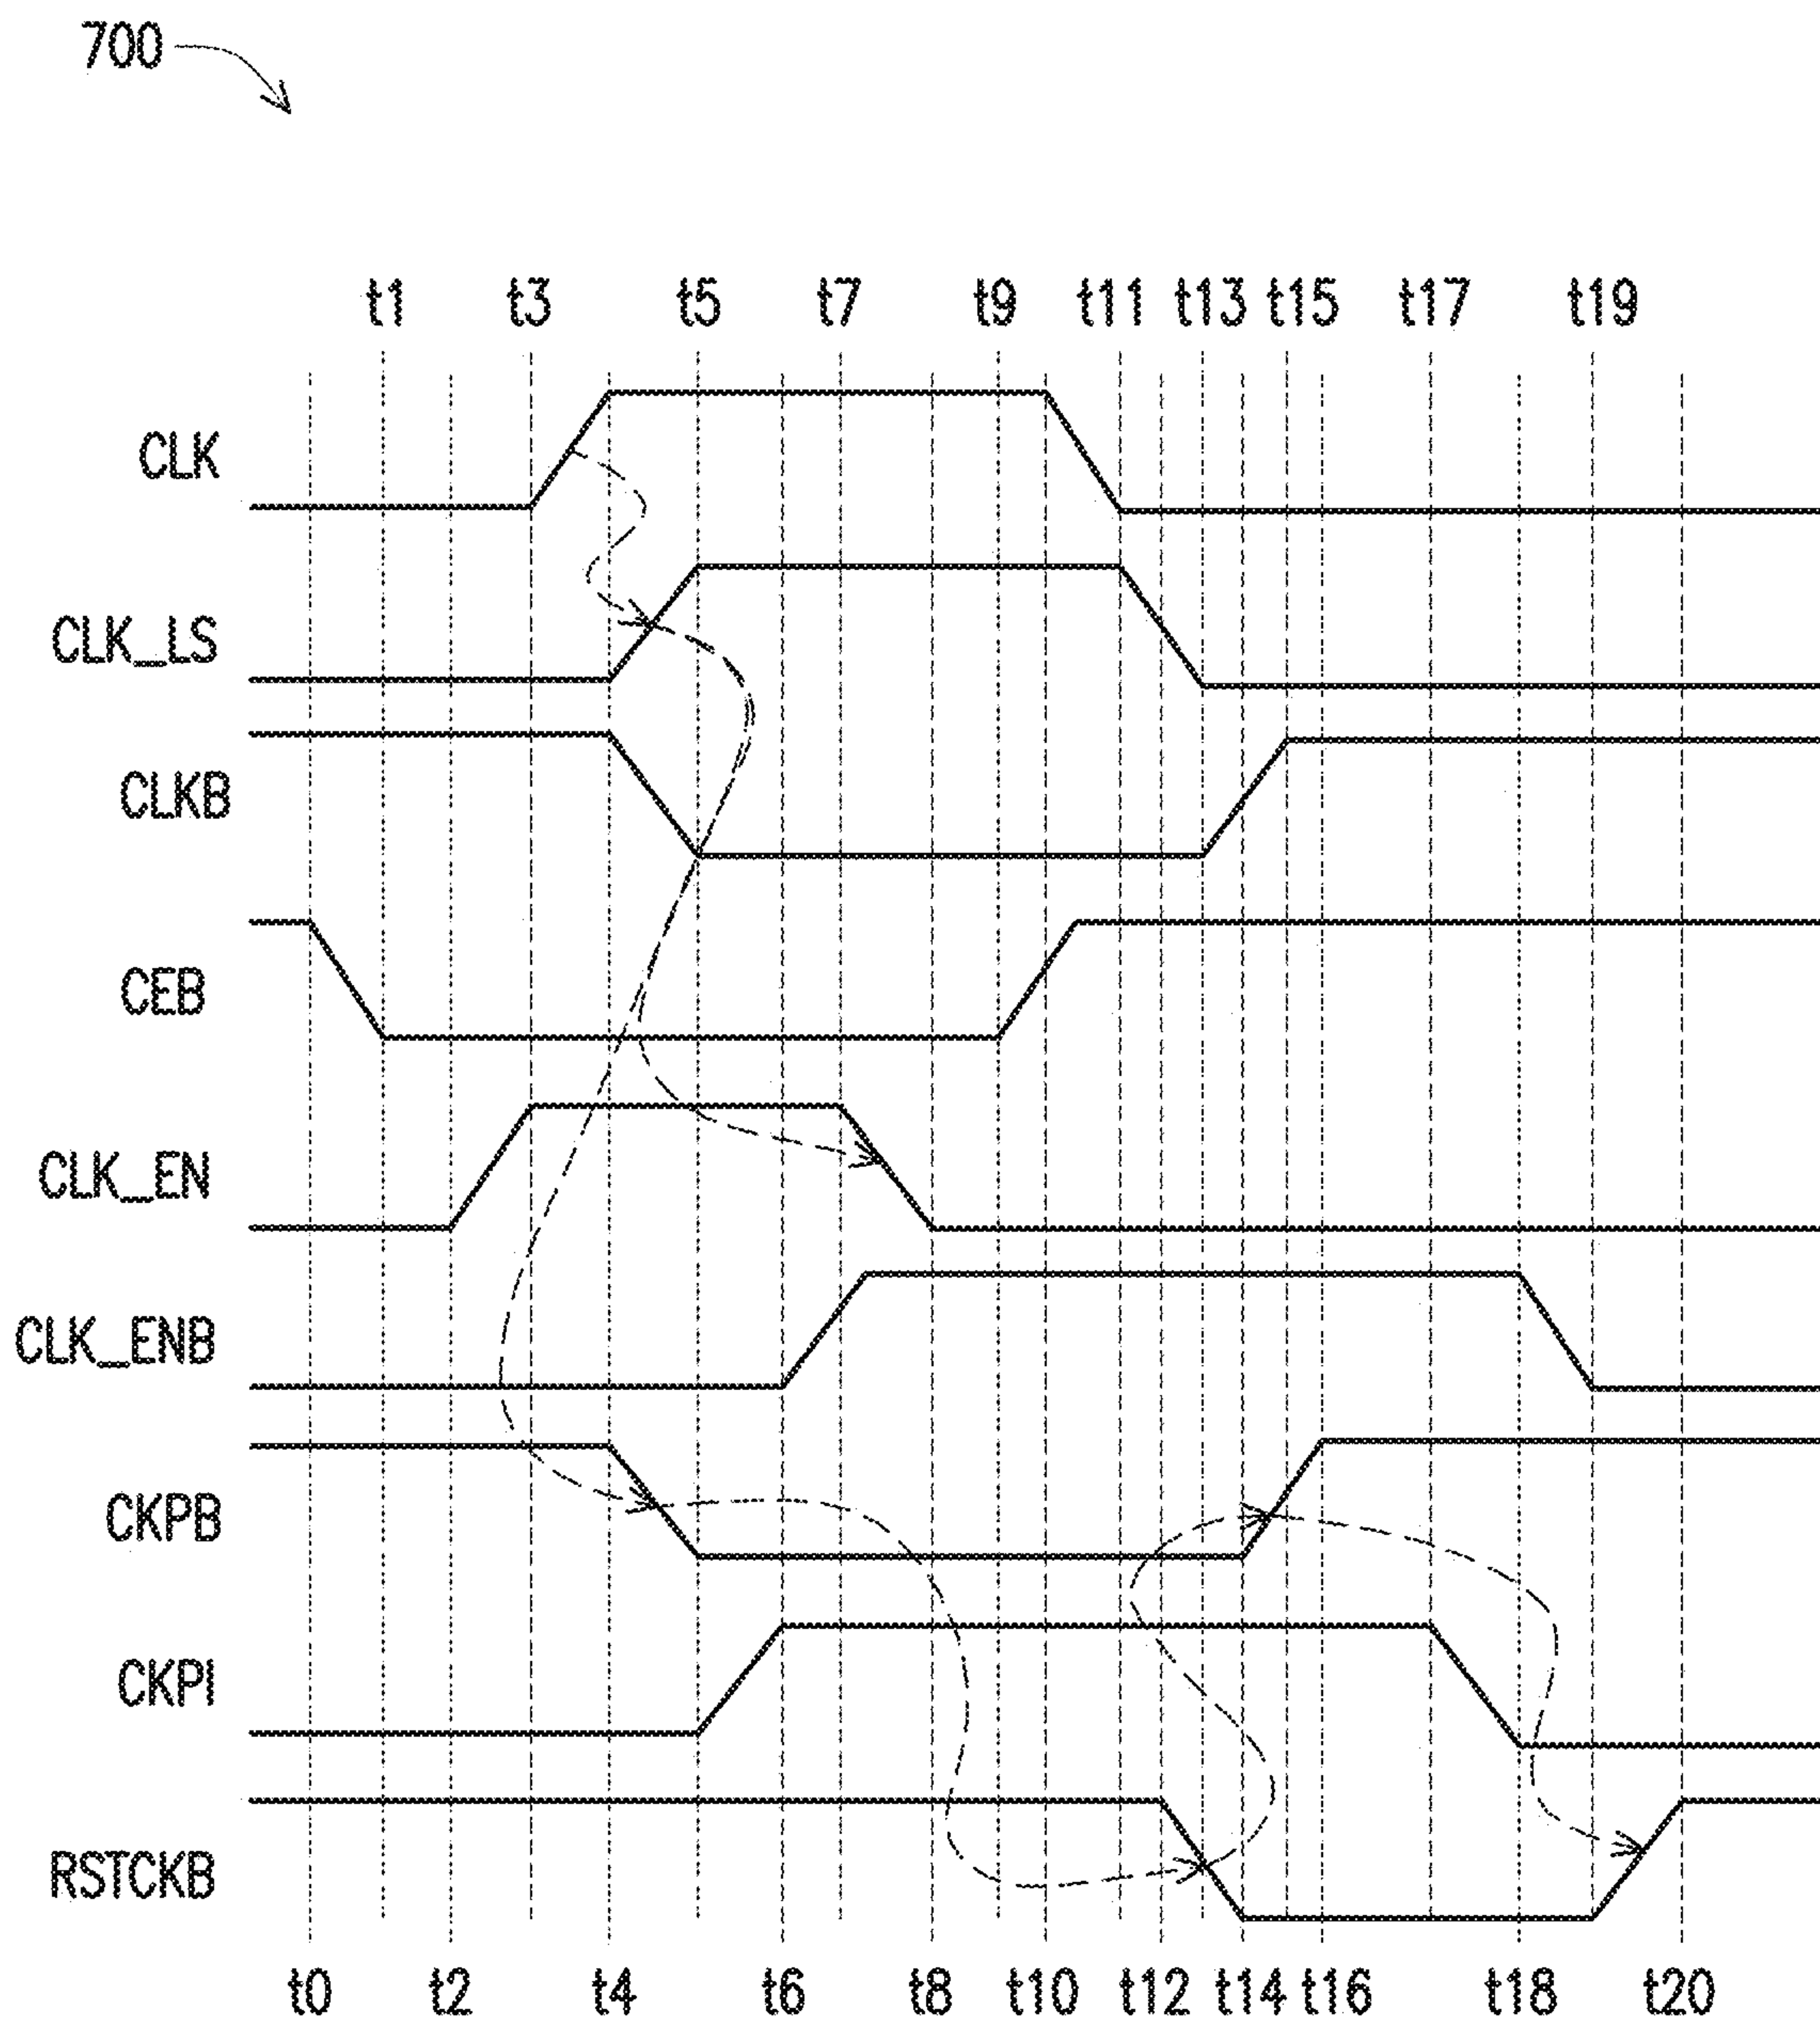 700
t1 t3 t5 t7 t9 t11 t13 t15 t17 t19
CLK
CLK_LS
CLKB
CEB
CLK_EN
CLK_ENB
CKPB
CKPI
RSTCKB
t0 t2 t4 t6 t8 t10 t12 t14 t16 t18 t20